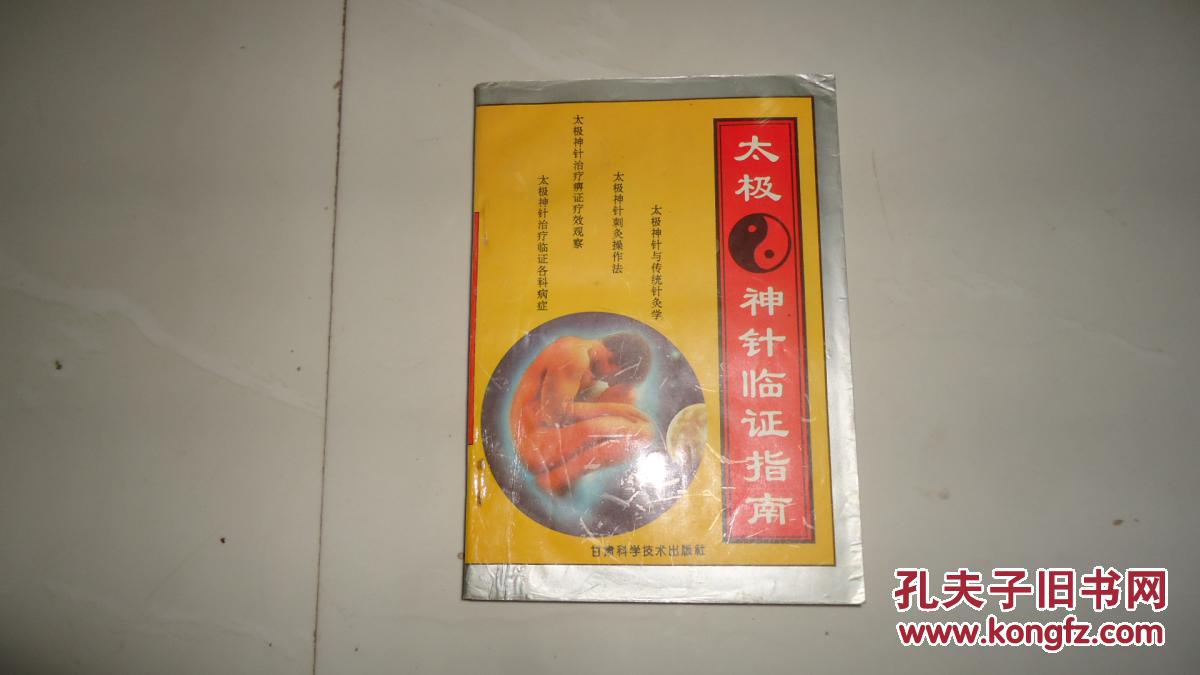 太极神针临证指南
太极神针与传统针灸学
太极神针刺灸操作法
太极神针治疗痹证疗效观察
太极神针治疗临证各科病症
甘肃科学技术出版社
孔夫子旧书网
www.kongfz.com